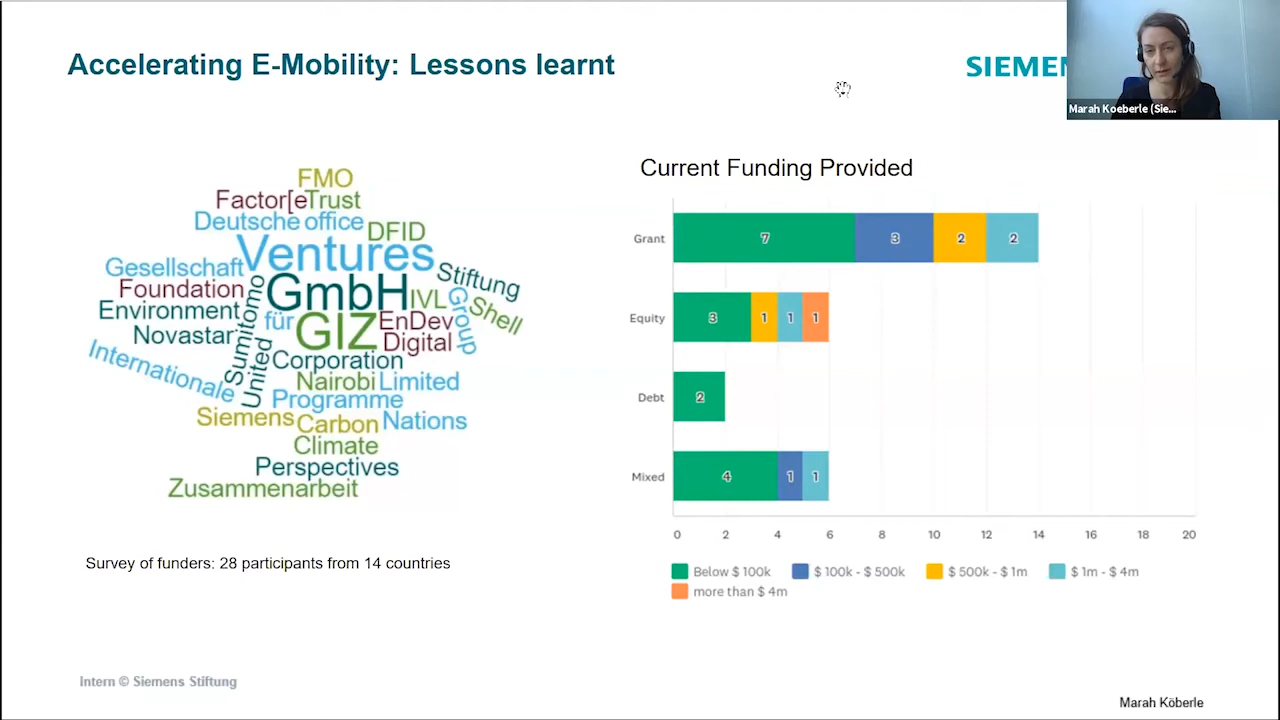 Accelerating E-Mobility: Lessons learnt
SIEMEN
Marah Koeberle (Sie...
FMO
Factor[e Trust
Deutsche office
DFID
Ventures
Gesellschaft
Stiftung
Foundation
GmbH
IVL
Group
Shell
Environment
Sumitomo
für
GIZ
EnDev
Novastar
Digital
Internationale
United
Corporation
Nairobi Limited
Programme
Siemens
Carbon
Nations
Climate
Perspectives
Zusammenarbeit
Survey of funders: 28 participants from 14 countries
Current Funding Provided
Grant 7 3 2 2
Equity 3 1 1 1
Debt 2
Mixed 4 1 1
0 2 4 6 8 10 12 14 16 18 20
Below $ 100k $ 100k - $ 500k $ 500k - $ 1m $ 1m - $ 4m
more than $ 4m
Intern © Siemens Stiftung
Marah Köberle